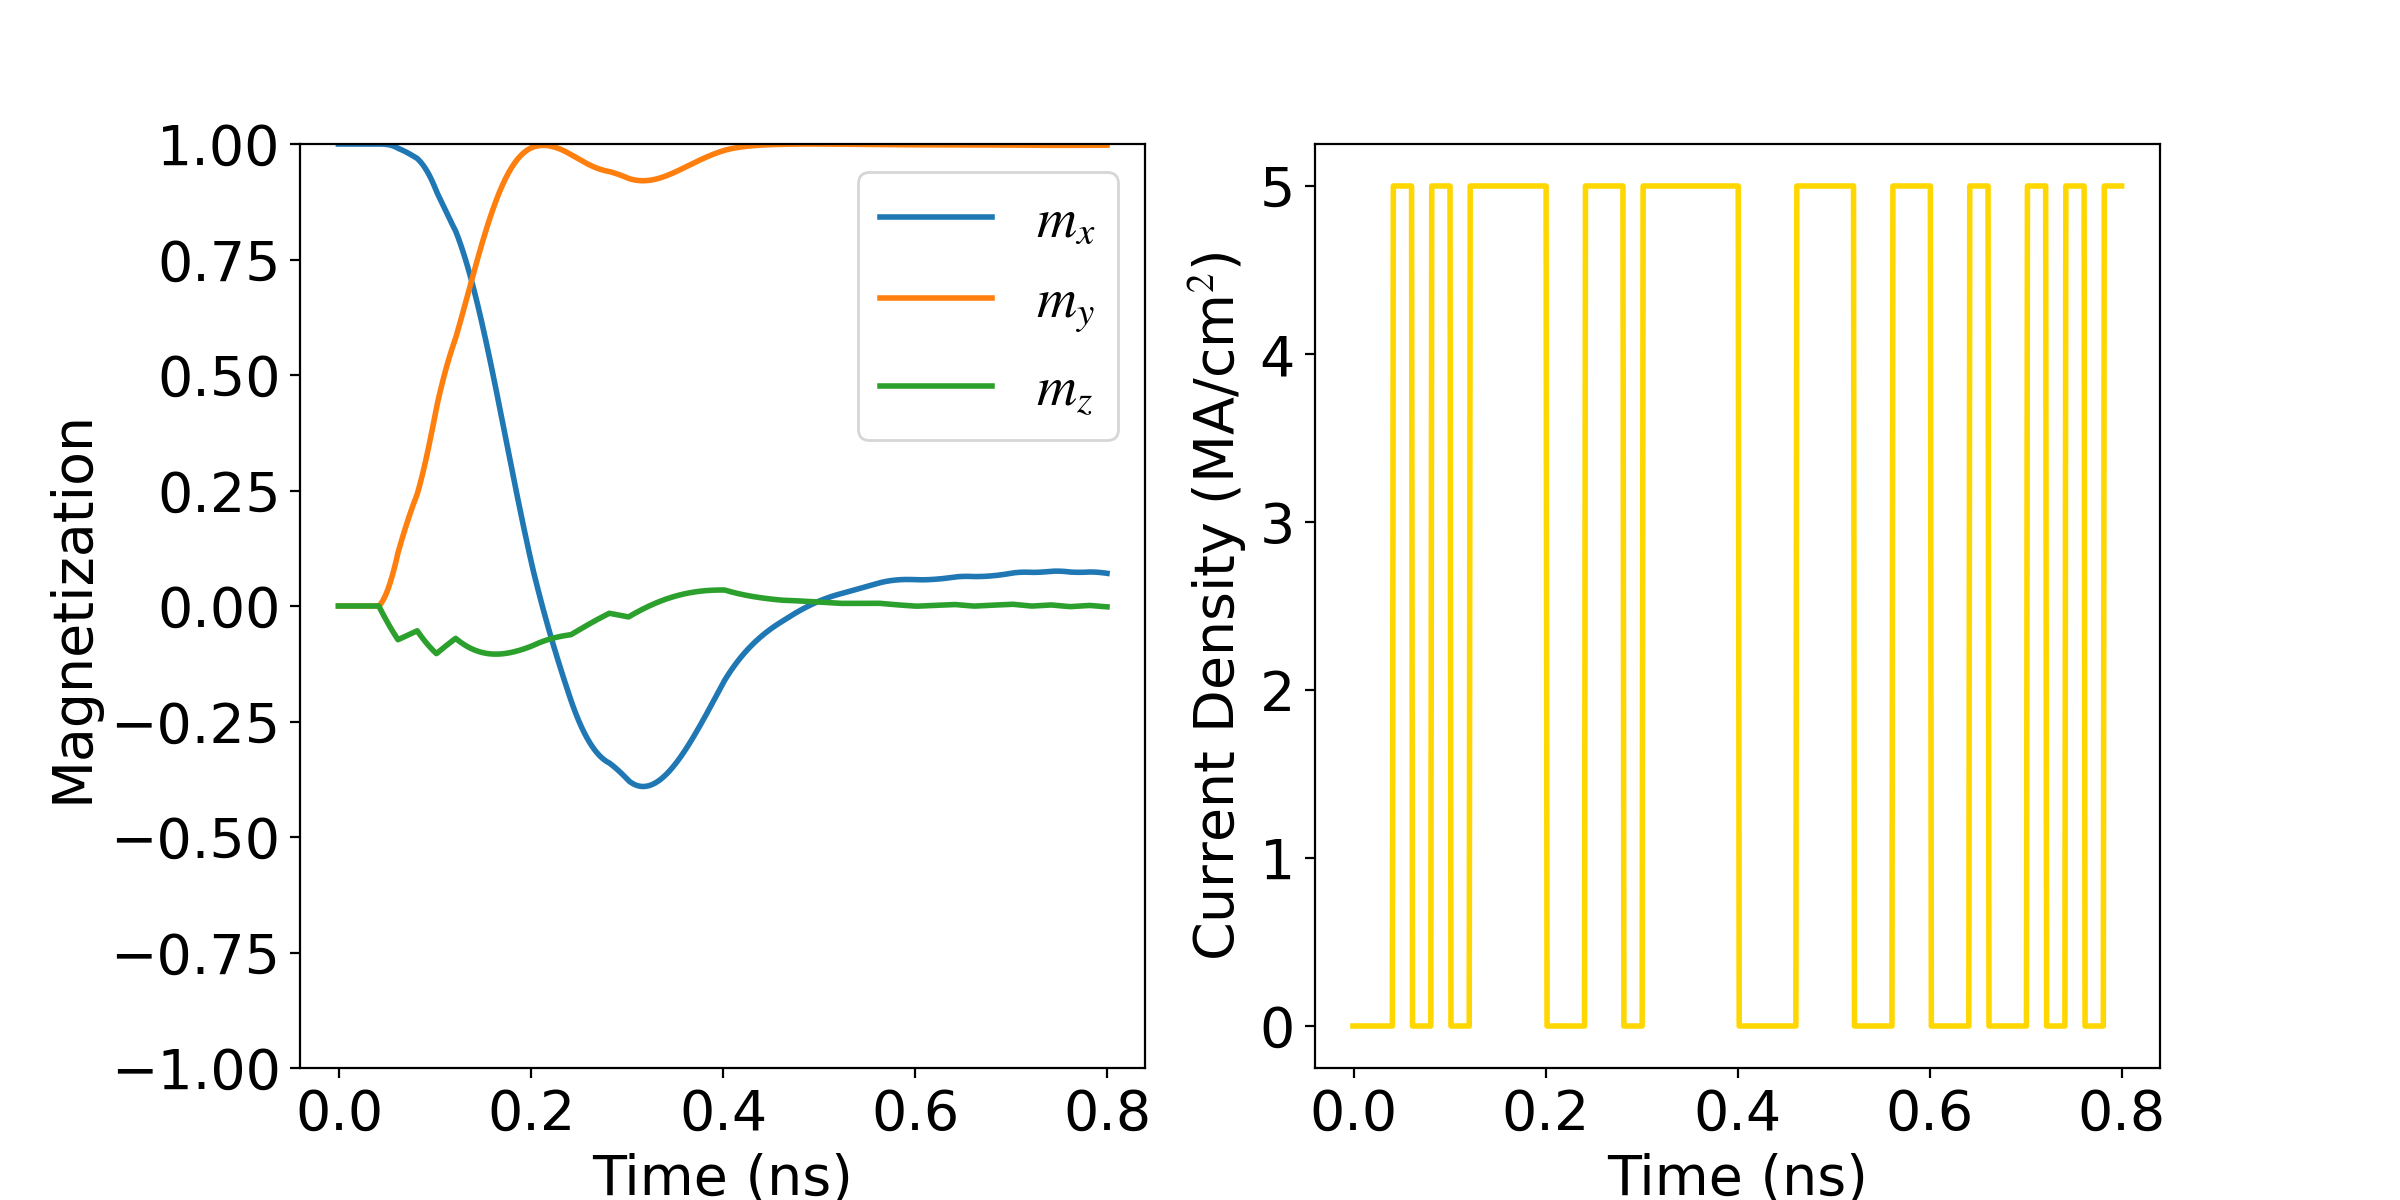 1.00
0.75
0.50
0.25
0.00
−0.25
−0.50
−0.75
−1.00
Magnetization
0.0 0.2 0.4 0.6 0.8
Time (ns)
m_x
m_y
m_z
5
4
3
2
1
0
Current Density (MA/cm²)
0.0 0.2 0.4 0.6 0.8
Time (ns)